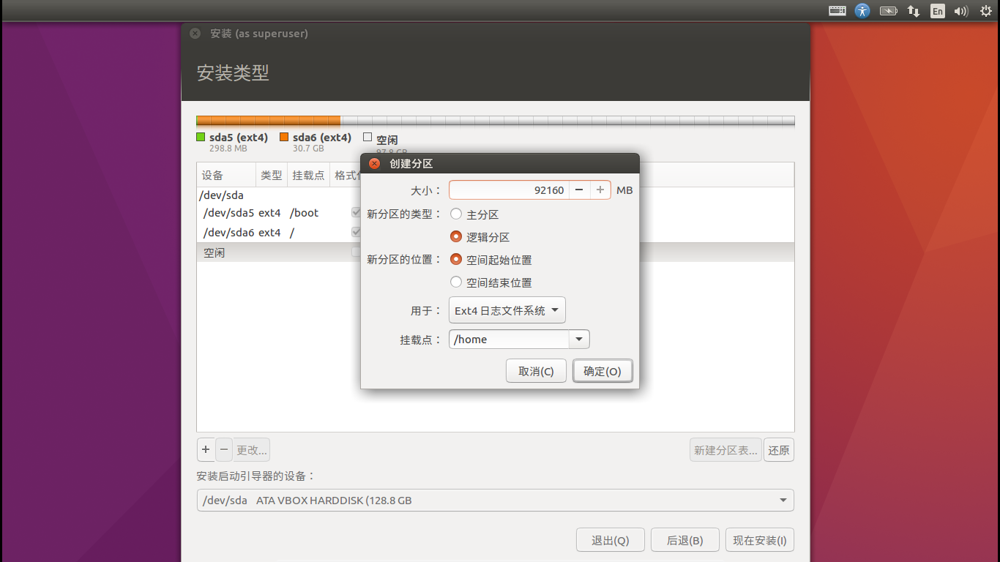 En
安装 (as superuser)
安装类型
sda5 (ext4) sda6 (ext4) 空闲
298.8 MB 30.7 GB 97.8 GB
创建分区
设备 类型 挂载点
大小： 92160 MB
/dev/sda
新分区的类型： 主分区
/dev/sda5 ext4 /boot
逻辑分区
/dev/sda6 ext4 /
空闲
新分区的位置： 空间起始位置
空间结束位置
用于： Ext4 日志文件系统
挂载点： /home
取消(C) 确定(O)
+ − 更改... 新建分区表... 还原
安装启动引导器的设备：
/dev/sda ATA VBOX HARDDISK (128.8 GB
退出(Q) 后退(B) 现在安装(I)